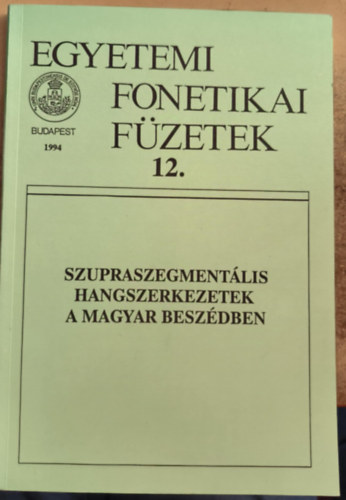 EGYETEMI
FONETIKAI
FÜZETEK
12.
BUDAPEST
1994
SZUPRASZEGMENTÁLIS
HANGSZERKEZETEK
A MAGYAR BESZÉDBEN